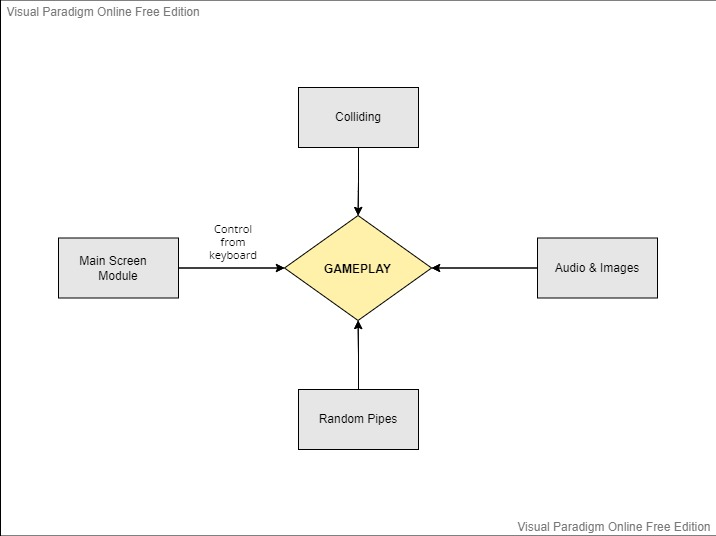 Visual Paradigm Online Free Edition
Colliding
Control
from
keyboard
Main Screen
Module
GAMEPLAY
Audio & Images
Random Pipes
Visual Paradigm Online Free Edition